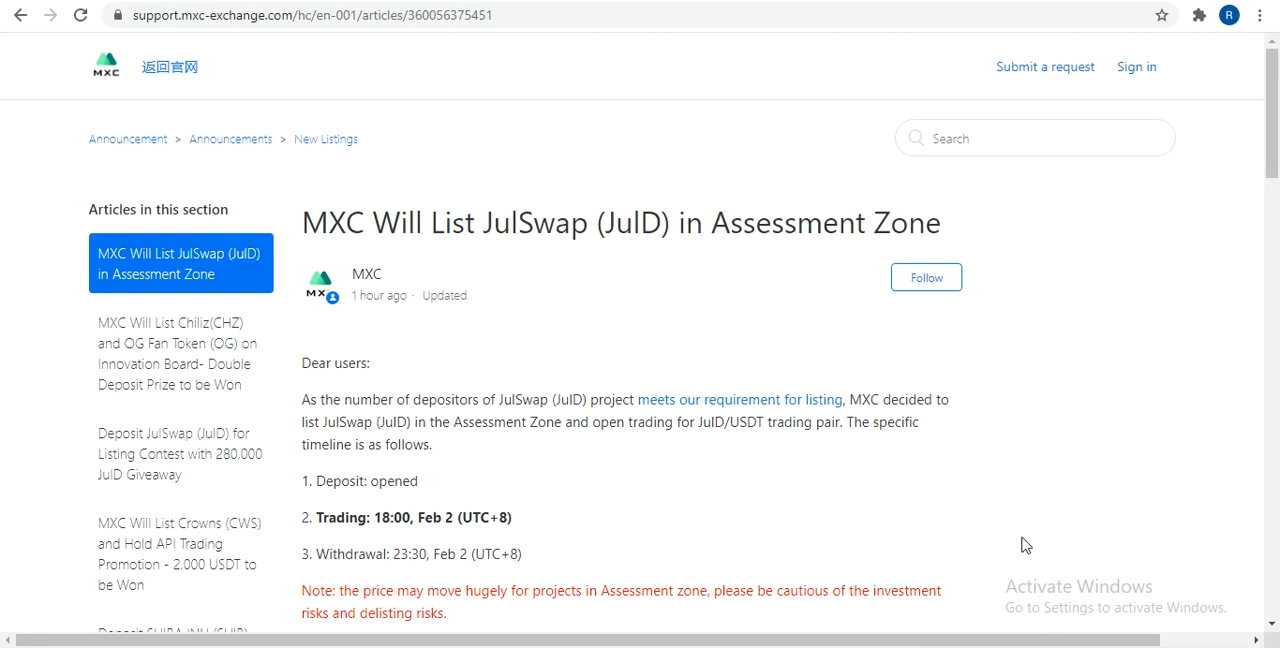 support.mxc-exchange.com/hc/en-001/articles/360056375451
R
MXC
返回官网
Submit a request
Sign in
Announcement > Announcements > New Listings
Search
Articles in this section
MXC Will List JulSwap (JulD)
in Assessment Zone
MXC Will List Chiliz(CHZ)
and OG Fan Token (OG) on
Innovation Board- Double
Deposit Prize to be Won
Deposit JulSwap (JulD) for
Listing Contest with 280,000
JulD Giveaway
MXC Will List Crowns (CWS)
and Hold API Trading
Promotion - 2,000 USDT to
be Won
Deposit SHIBA INU (SHIB)
MXC Will List JulSwap (JulD) in Assessment Zone
MX
MXC
1 hour ago · Updated
Follow
Dear users:
As the number of depositors of JulSwap (JulD) project meets our requirement for listing, MXC decided to
list JulSwap (JulD) in the Assessment Zone and open trading for JulD/USDT trading pair. The specific
timeline is as follows.
1. Deposit: opened
2. Trading: 18:00, Feb 2 (UTC+8)
3. Withdrawal: 23:30, Feb 2 (UTC+8)
Note: the price may move hugely for projects in Assessment zone, please be cautious of the investment
risks and delisting risks.
Activate Windows
Go to Settings to activate Windows.